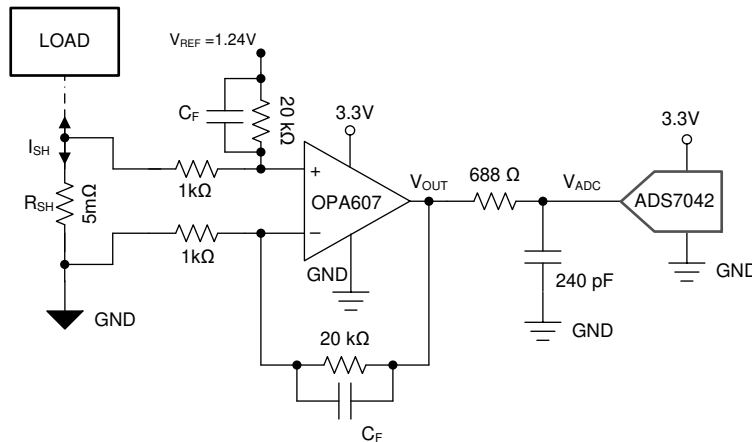 LOAD
V_REF =1.24V
C_F
20 kΩ
3.3V
3.3V
I_SH
R_SH
5mΩ
1kΩ
+
OPA607
V_OUT
688 Ω
V_ADC
ADS7042
1kΩ
−
GND
GND
240 pF
GND
GND
20 kΩ
C_F